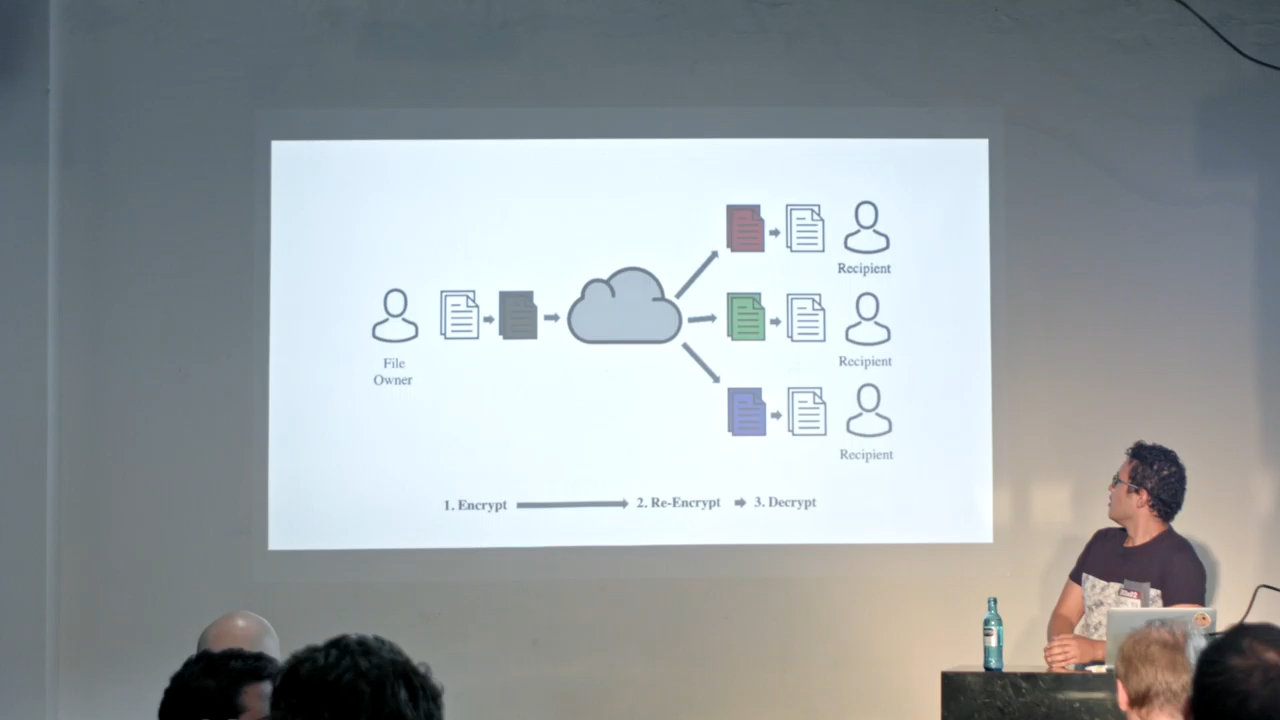 Recipient
File
Owner
Recipient
Recipient
1. Encrypt
2. Re-Encrypt
3. Decrypt